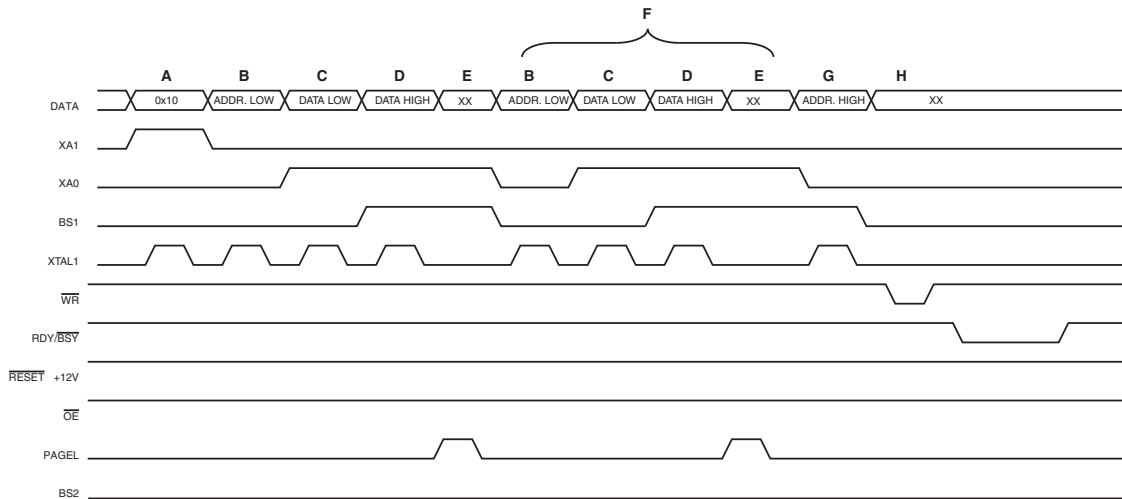 F
A B C D E B C D E G H
DATA 0x10 ADDR. LOW DATA LOW DATA HIGH XX ADDR. LOW DATA LOW DATA HIGH XX ADDR. HIGH XX
XA1
XA0
BS1
XTAL1
WR
RDY/BSY
RESET +12V
OE
PAGEL
BS2